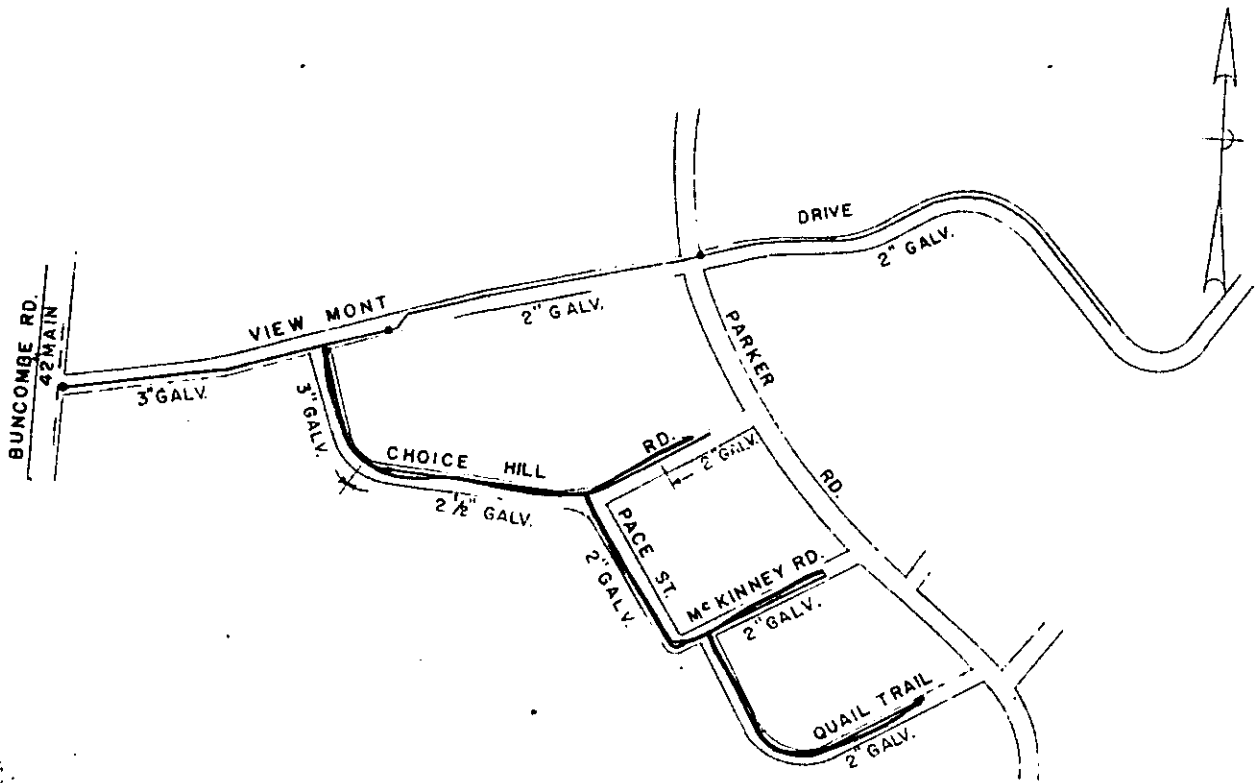 DRIVE
2" GALV.
VIEW MONT
2" GALV.
BUNCOMBE RD.
42 MAIN
3" GALV.
PARKER
RD.
3" GALV.
CHOICE HILL
RD.
2" GALV.
2 1/2" GALV.
PACE ST.
2" GALV.
McKINNEY RD.
2" GALV.
QUAIL TRAIL
2" GALV.